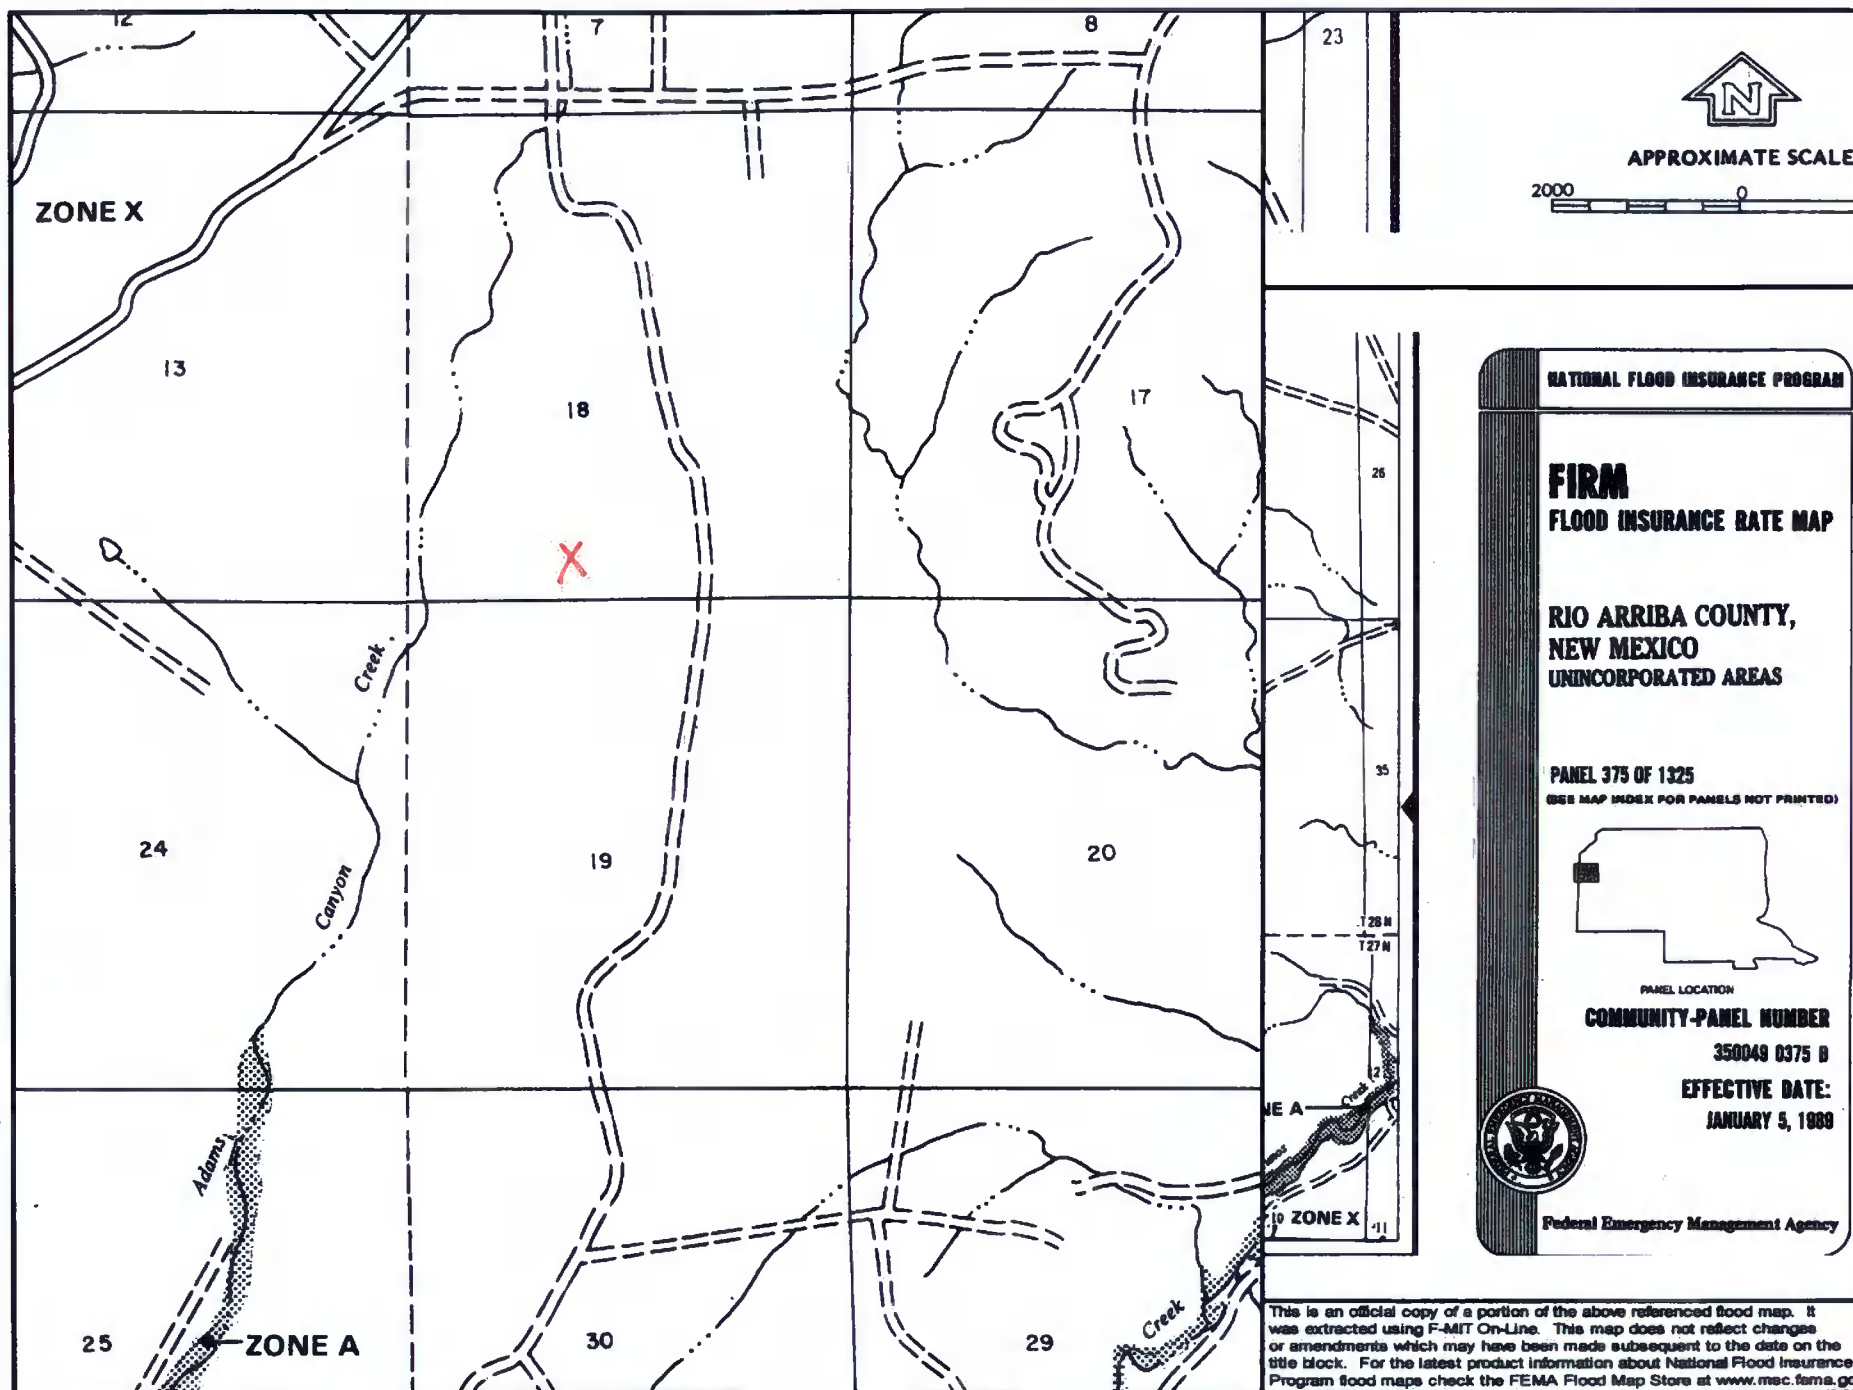 12
7
8
23
N
APPROXIMATE SCALE
2000 0
ZONE X
13
18
17
NATIONAL FLOOD INSURANCE PROGRAM
26
FIRM
FLOOD INSURANCE RATE MAP
X
RIO ARRIBA COUNTY,
NEW MEXICO
UNINCORPORATED AREAS
Creek
35
PANEL 375 OF 1325
(SEE MAP INDEX FOR PANELS NOT PRINTED)
24
19
20
Canyon
T28N
T27N
PANEL LOCATION
COMMUNITY-PANEL NUMBER
350049 0375 B
EFFECTIVE DATE:
JANUARY 5, 1989
12
Creek
NE A
Adams
10 ZONE X 11
Federal Emergency Management Agency
25
ZONE A
30
29
Creek
This is an official copy of a portion of the above referenced flood map. It
was extracted using F-MIT On-Line. This map does not reflect changes
or amendments which may have been made subsequent to the date on the
title block. For the latest product information about National Flood Insurance
Program flood maps check the FEMA Flood Map Store at www.msc.fema.go